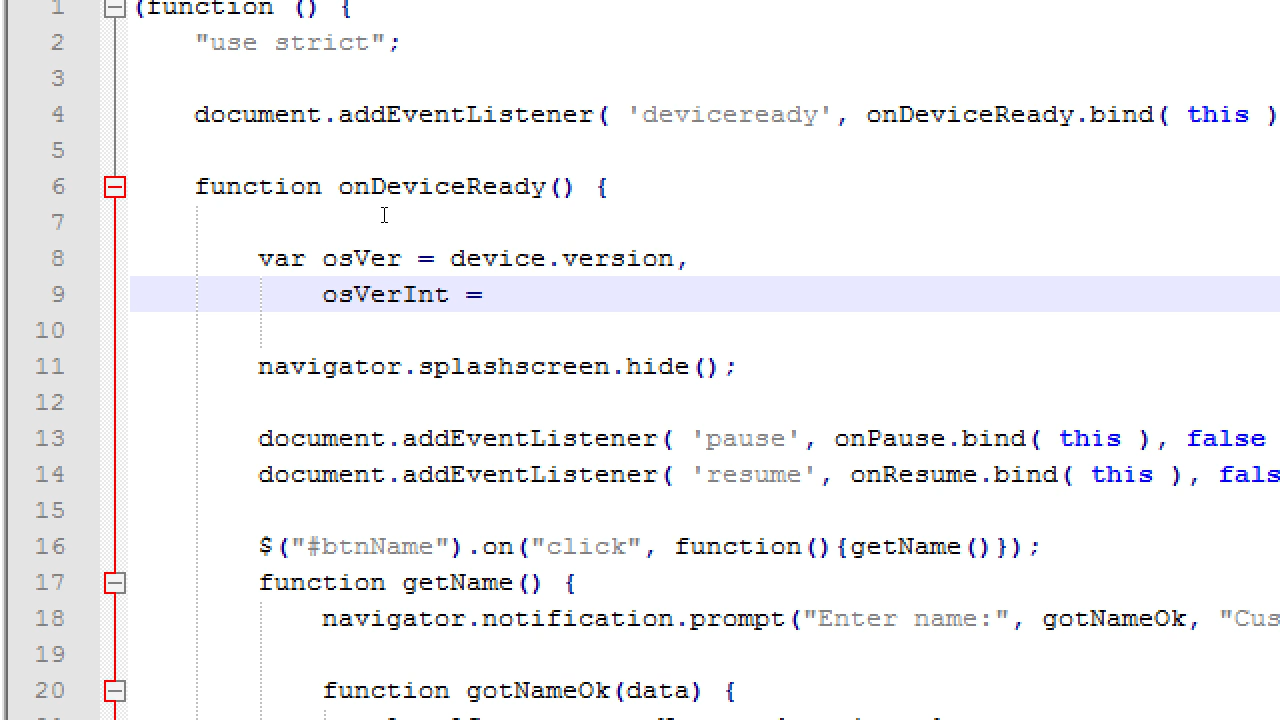 1 (function () {
2 "use strict";
3
4 document.addEventListener( 'deviceready', onDeviceReady.bind( this )
5
6 function onDeviceReady() {
7
8 var osVer = device.version,
9 osVerInt =
10
11 navigator.splashscreen.hide();
12
13 document.addEventListener( 'pause', onPause.bind( this ), false
14 document.addEventListener( 'resume', onResume.bind( this ), fals
15
16 $("#btnName").on("click", function(){getName()});
17 function getName() {
18 navigator.notification.prompt("Enter name:", gotNameOk, "Cus
19
20 function gotNameOk(data) {